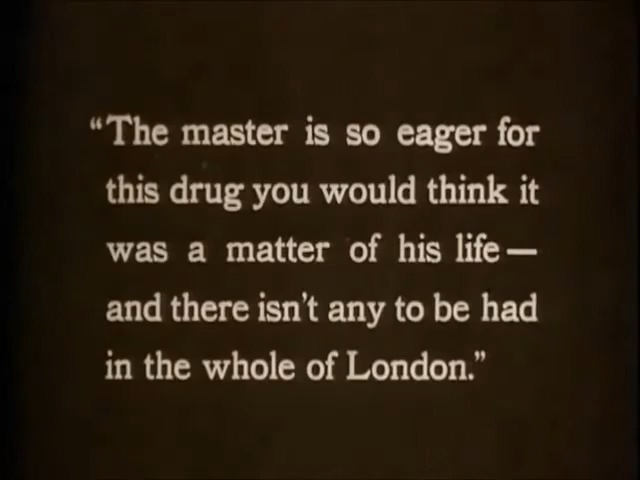 “The master is so eager for
this drug you would think it
was a matter of his life—
and there isn't any to be had
in the whole of London.”